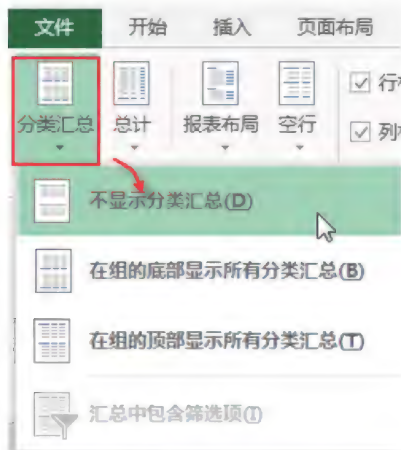 文件 开始 插入 页面布局
分类汇总 总计 报表布局 空行
行标
列标
不显示分类汇总(D)
在组的底部显示所有分类汇总(B)
在组的顶部显示所有分类汇总(T)
汇总中包含筛选项(I)